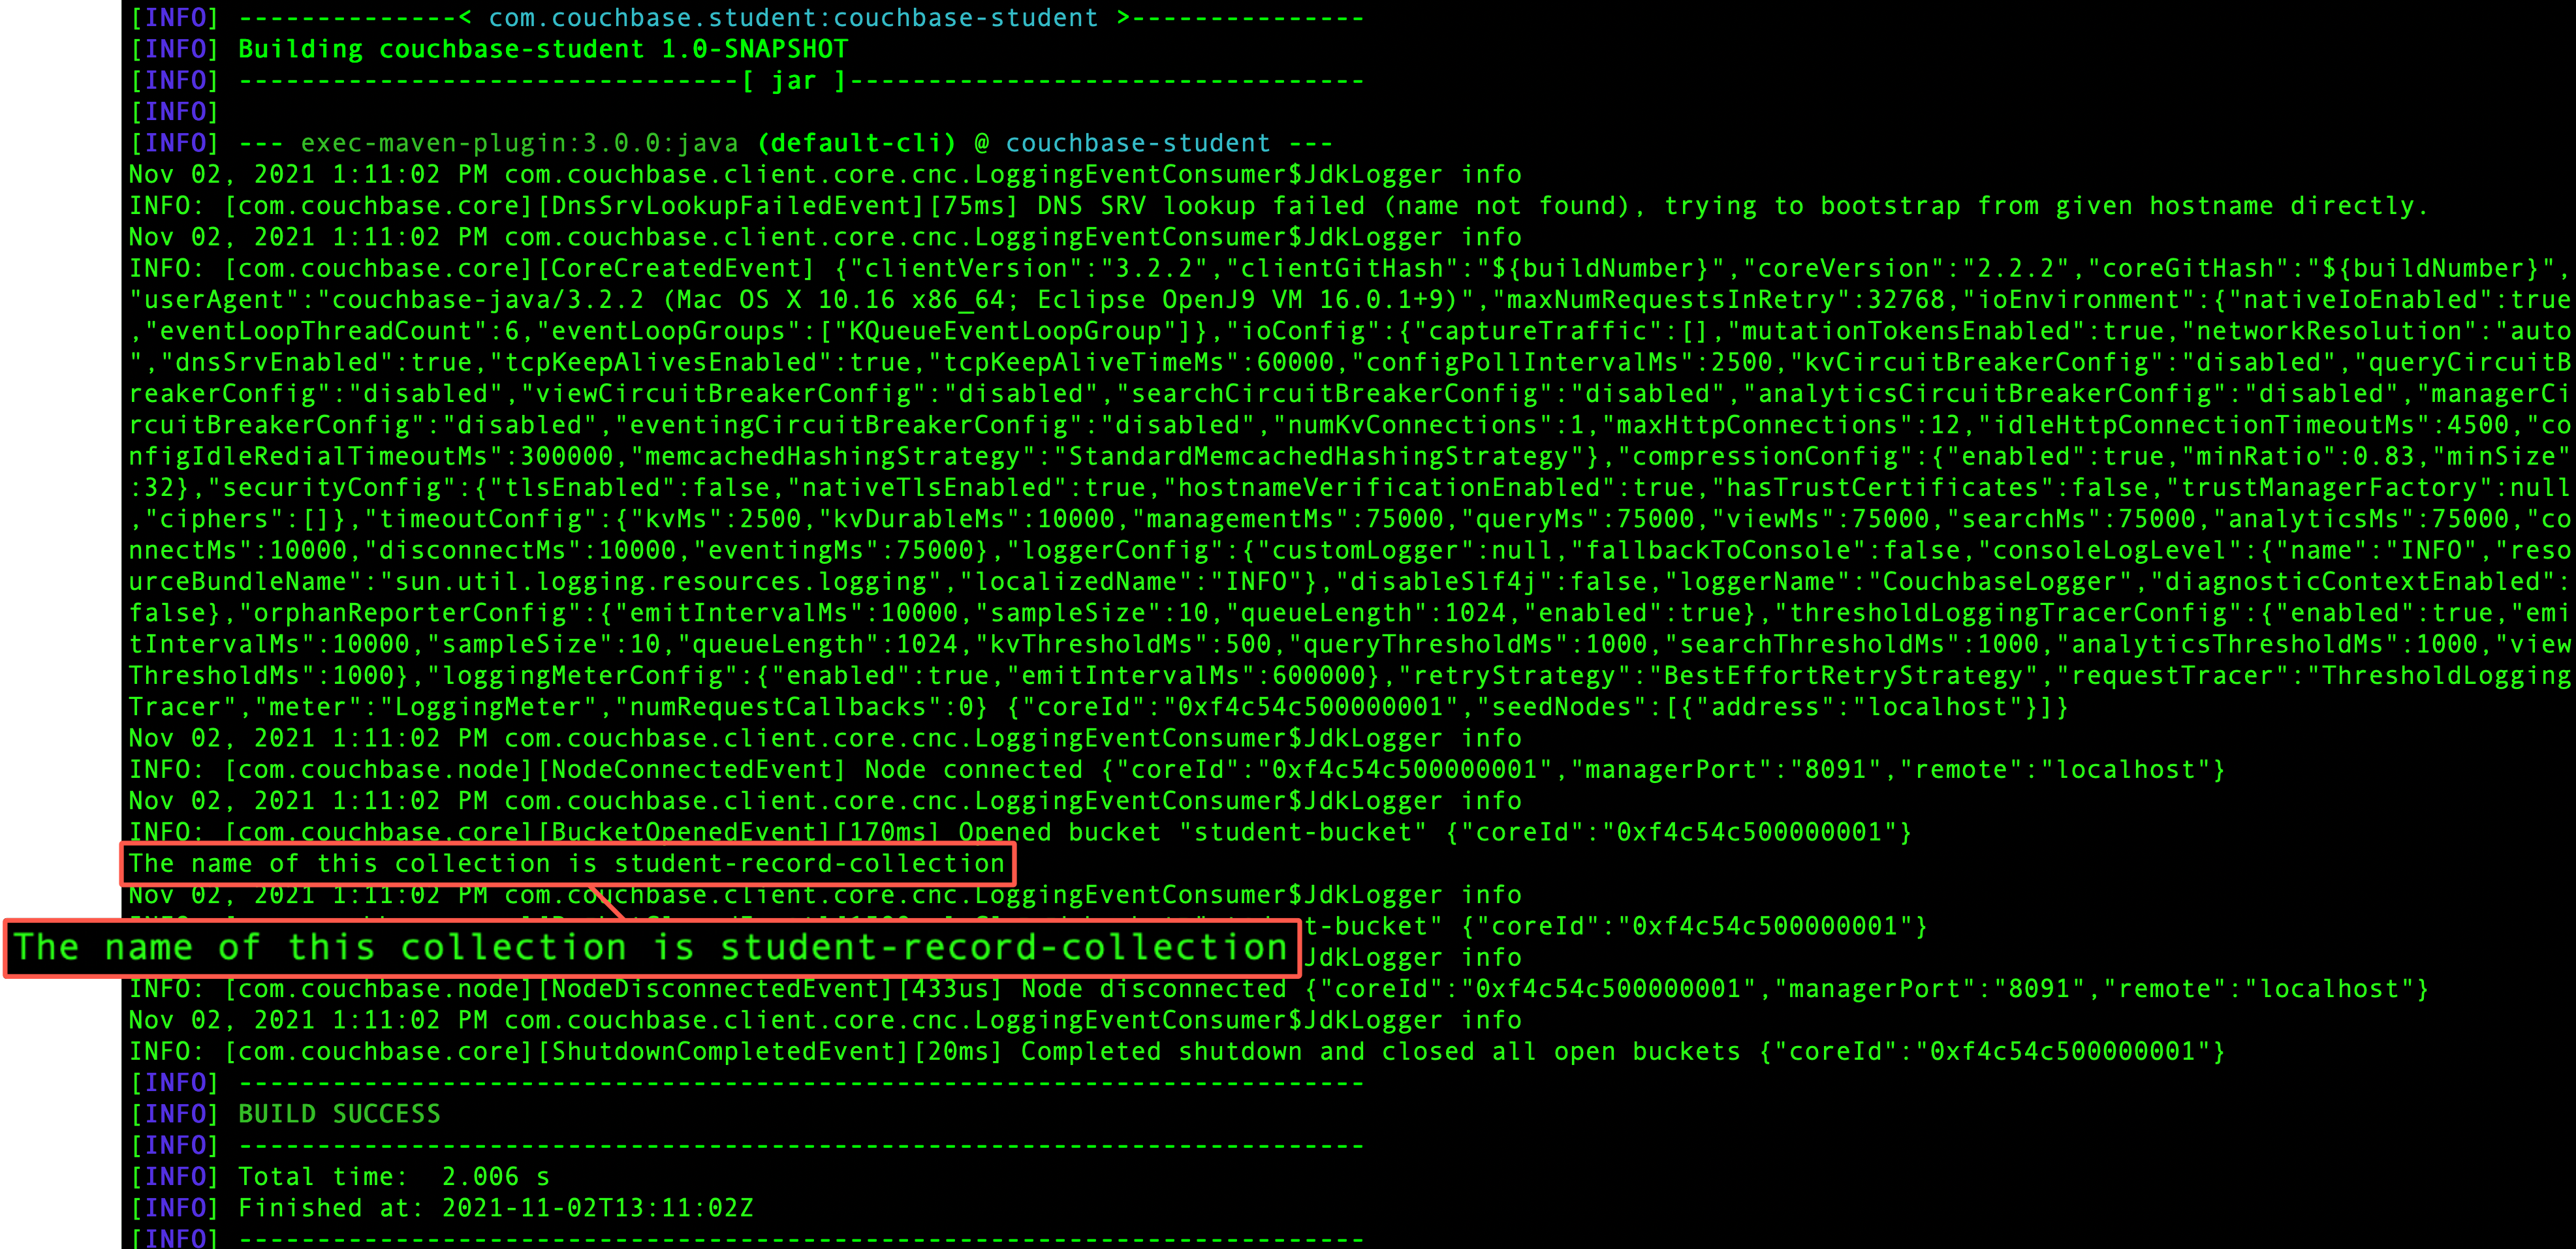 [INFO] --------------< com.couchbase.student:couchbase-student >---------------
[INFO] Building couchbase-student 1.0-SNAPSHOT
[INFO] --------------------------------[ jar ]---------------------------------
[INFO]
[INFO] --- exec-maven-plugin:3.0.0:java (default-cli) @ couchbase-student ---
Nov 02, 2021 1:11:02 PM com.couchbase.client.core.cnc.LoggingEventConsumer$JdkLogger info
INFO: [com.couchbase.core][DnsSrvLookupFailedEvent][75ms] DNS SRV lookup failed (name not found), trying to bootstrap from given hostname directly.
Nov 02, 2021 1:11:02 PM com.couchbase.client.core.cnc.LoggingEventConsumer$JdkLogger info
INFO: [com.couchbase.core][CoreCreatedEvent] {"clientVersion":"3.2.2","clientGitHash":"${buildNumber}","coreVersion":"2.2.2","coreGitHash":"${buildNumber}",
"userAgent":"couchbase-java/3.2.2 (Mac OS X 10.16 x86_64; Eclipse OpenJ9 VM 16.0.1+9)","maxNumRequestsInRetry":32768,"ioEnvironment":{"nativeIoEnabled":true
,"eventLoopThreadCount":6,"eventLoopGroups":["KQueueEventLoopGroup"]},"ioConfig":{"captureTraffic":[],"mutationTokensEnabled":true,"networkResolution":"auto
","dnsSrvEnabled":true,"tcpKeepAlivesEnabled":true,"tcpKeepAliveTimeMs":60000,"configPollIntervalMs":2500,"kvCircuitBreakerConfig":"disabled","queryCircuitB
reakerConfig":"disabled","viewCircuitBreakerConfig":"disabled","searchCircuitBreakerConfig":"disabled","analyticsCircuitBreakerConfig":"disabled","managerCi
rcuitBreakerConfig":"disabled","eventingCircuitBreakerConfig":"disabled","numKvConnections":1,"maxHttpConnections":12,"idleHttpConnectionTimeoutMs":4500,"co
nfigIdleRedialTimeoutMs":300000,"memcachedHashingStrategy":"StandardMemcachedHashingStrategy"},"compressionConfig":{"enabled":true,"minRatio":0.83,"minSize"
:32},"securityConfig":{"tlsEnabled":false,"nativeTlsEnabled":true,"hostnameVerificationEnabled":true,"hasTrustCertificates":false,"trustManagerFactory":null
,"ciphers":[]},"timeoutConfig":{"kvMs":2500,"kvDurableMs":10000,"managementMs":75000,"queryMs":75000,"viewMs":75000,"searchMs":75000,"analyticsMs":75000,"co
nnectMs":10000,"disconnectMs":10000,"eventingMs":75000},"loggerConfig":{"customLogger":null,"fallbackToConsole":false,"consoleLogLevel":{"name":"INFO","reso
urceBundleName":"sun.util.logging.resources.logging","localizedName":"INFO"},"disableSlf4j":false,"loggerName":"CouchbaseLogger","diagnosticContextEnabled":
false},"orphanReporterConfig":{"emitIntervalMs":10000,"sampleSize":10,"queueLength":1024,"enabled":true},"thresholdLoggingTracerConfig":{"enabled":true,"emi
tIntervalMs":10000,"sampleSize":10,"queueLength":1024,"kvThresholdMs":500,"queryThresholdMs":1000,"searchThresholdMs":1000,"analyticsThresholdMs":1000,"view
ThresholdMs":1000},"loggingMeterConfig":{"enabled":true,"emitIntervalMs":600000},"retryStrategy":"BestEffortRetryStrategy","requestTracer":"ThresholdLogging
Tracer","meter":"LoggingMeter","numRequestCallbacks":0} {"coreId":"0xf4c54c500000001","seedNodes":[{"address":"localhost"}]}
Nov 02, 2021 1:11:02 PM com.couchbase.client.core.cnc.LoggingEventConsumer$JdkLogger info
INFO: [com.couchbase.node][NodeConnectedEvent] Node connected {"coreId":"0xf4c54c500000001","managerPort":"8091","remote":"localhost"}
Nov 02, 2021 1:11:02 PM com.couchbase.client.core.cnc.LoggingEventConsumer$JdkLogger info
INFO: [com.couchbase.core][BucketOpenedEvent][170ms] Opened bucket "student-bucket" {"coreId":"0xf4c54c500000001"}
The name of this collection is student-record-collection
Nov 02, 2021 1:11:02 PM com.couchbase.client.core.cnc.LoggingEventConsumer$JdkLogger info
t-bucket" {"coreId":"0xf4c54c500000001"}
The name of this collection is student-record-collection
JdkLogger info
INFO: [com.couchbase.node][NodeDisconnectedEvent][433us] Node disconnected {"coreId":"0xf4c54c500000001","managerPort":"8091","remote":"localhost"}
Nov 02, 2021 1:11:02 PM com.couchbase.client.core.cnc.LoggingEventConsumer$JdkLogger info
INFO: [com.couchbase.core][ShutdownCompletedEvent][20ms] Completed shutdown and closed all open buckets {"coreId":"0xf4c54c500000001"}
[INFO] ------------------------------------------------------------------------
[INFO] BUILD SUCCESS
[INFO] ------------------------------------------------------------------------
[INFO] Total time:  2.006 s
[INFO] Finished at: 2021-11-02T13:11:02Z
[INFO] ------------------------------------------------------------------------